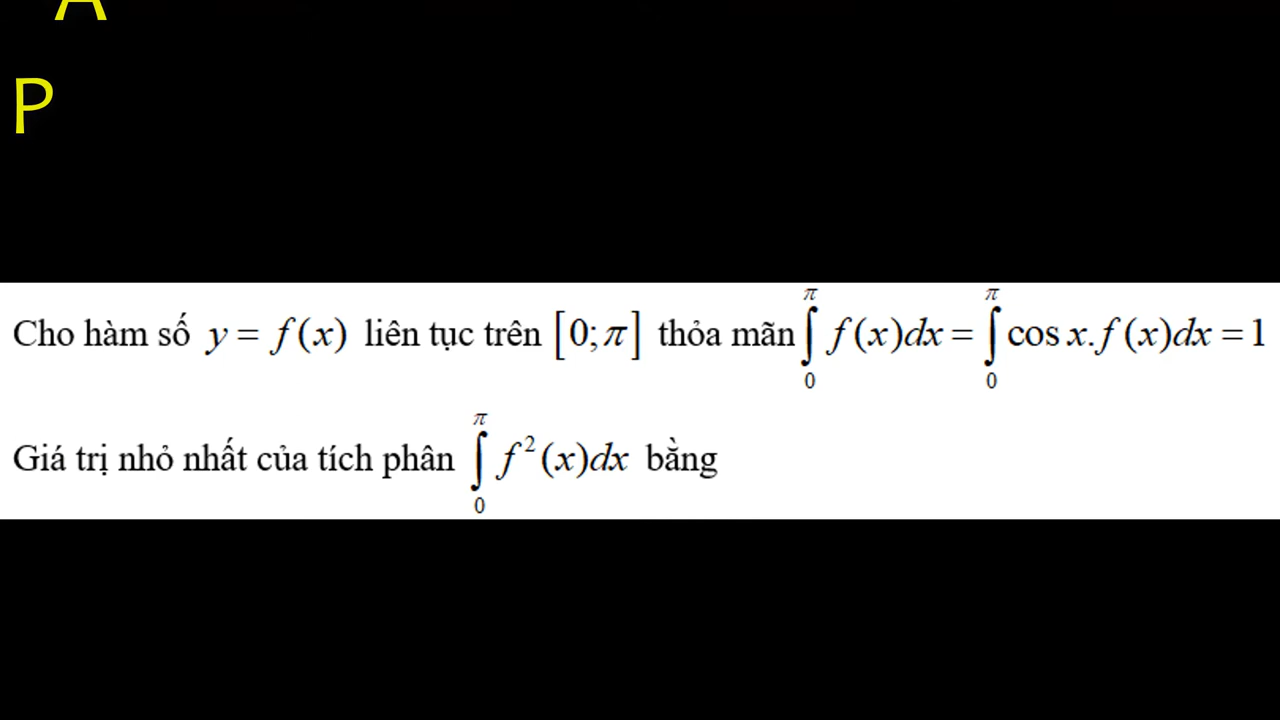 A
P
Cho hàm số y = f(x) liên tục trên [0;π] thỏa mãn ∫₀^π f(x)dx = ∫₀^π cos x.f(x)dx = 1
Giá trị nhỏ nhất của tích phân ∫₀^π f²(x)dx bằng